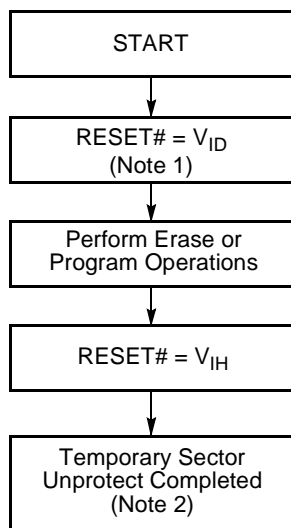 START
RESET# = VID
(Note 1)
Perform Erase or
Program Operations
RESET# = VIH
Temporary Sector
Unprotect Completed
(Note 2)